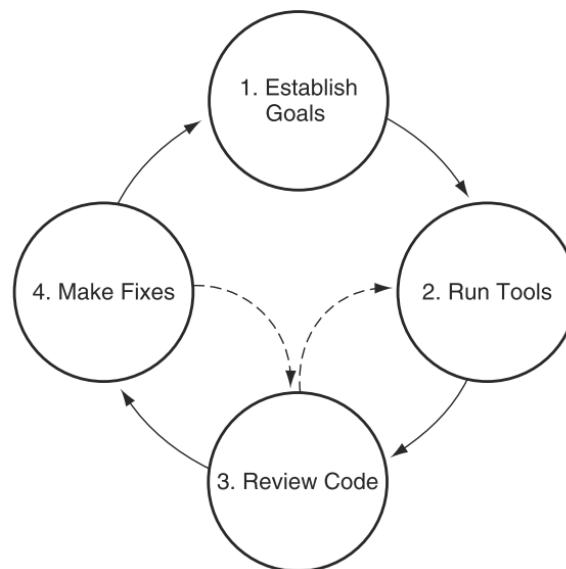 1. Establish
Goals
2. Run Tools
3. Review Code
4. Make Fixes